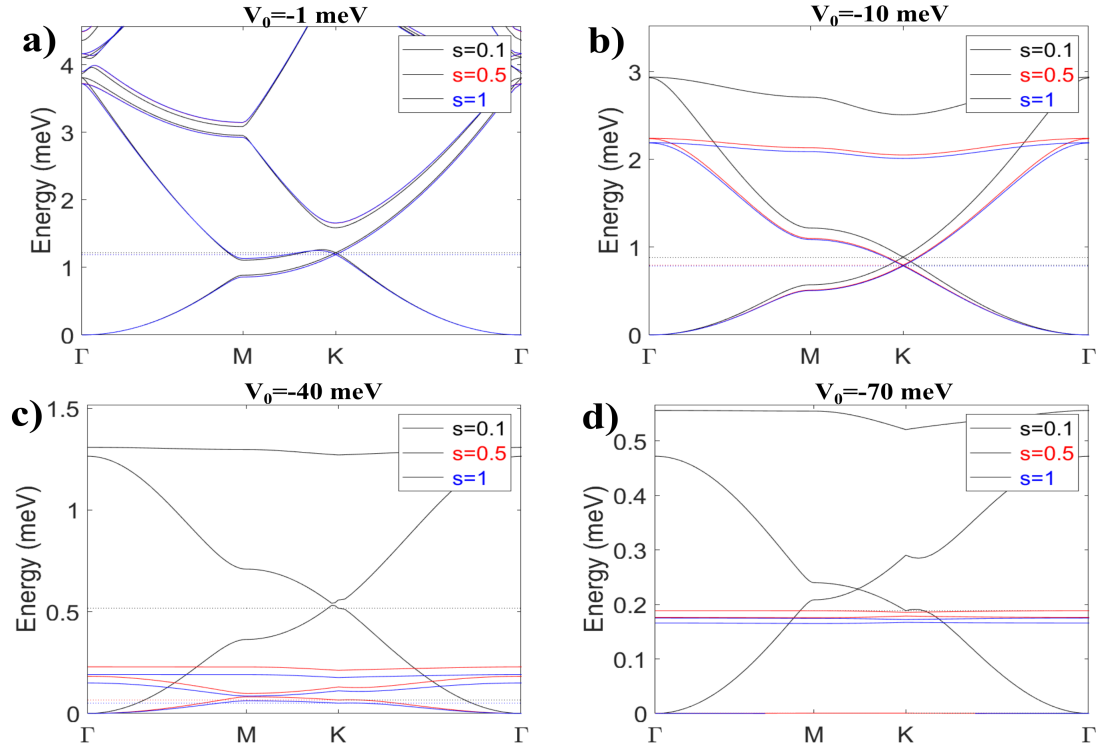 a)
V₀=-1 meV
Energy (meV)
4
3
2
1
0
Γ
M
K
Γ
s=0.1
s=0.5
s=1
b)
V₀=-10 meV
Energy (meV)
3
2
1
0
Γ
M
K
Γ
s=0.1
s=0.5
s=1
c)
V₀=-40 meV
Energy (meV)
1.5
1
0.5
0
Γ
M
K
Γ
s=0.1
s=0.5
s=1
d)
V₀=-70 meV
Energy (meV)
0.5
0.4
0.3
0.2
0.1
0
Γ
M
K
Γ
s=0.1
s=0.5
s=1